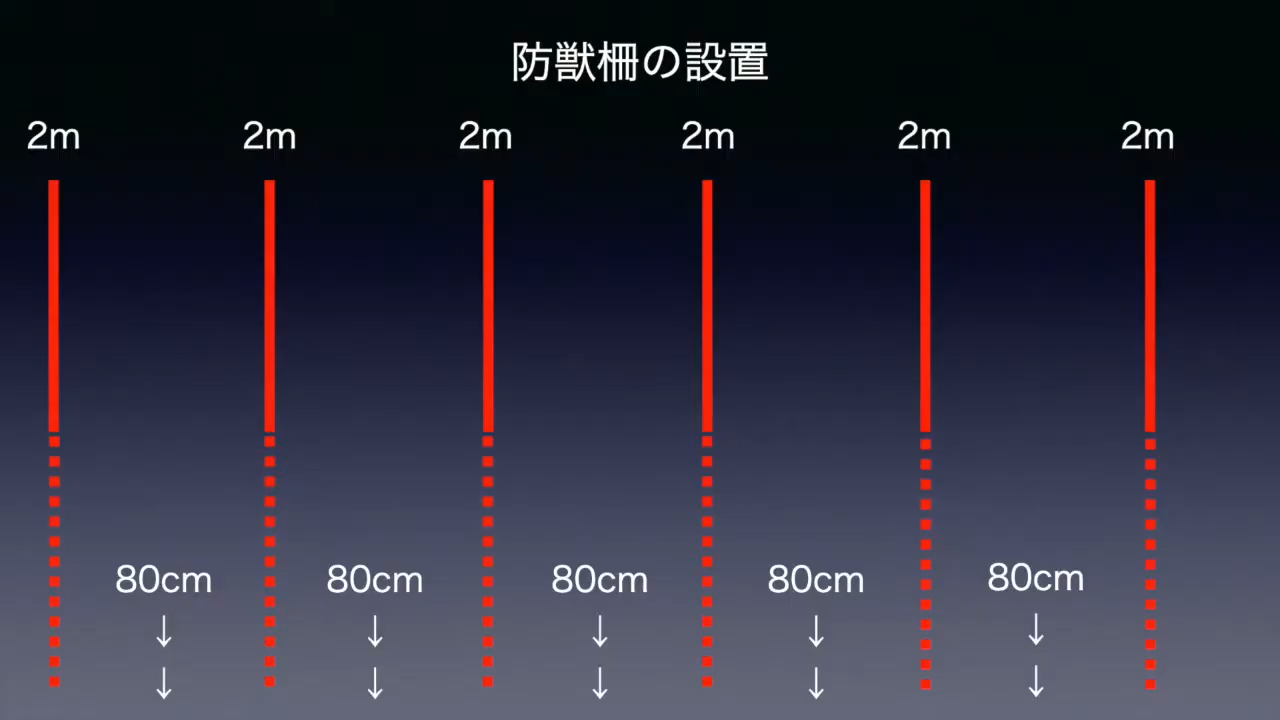 防獣柵の設置
2m 2m 2m 2m 2m 2m
80cm 80cm 80cm 80cm 80cm
↓ ↓ ↓ ↓ ↓
↓ ↓ ↓ ↓ ↓